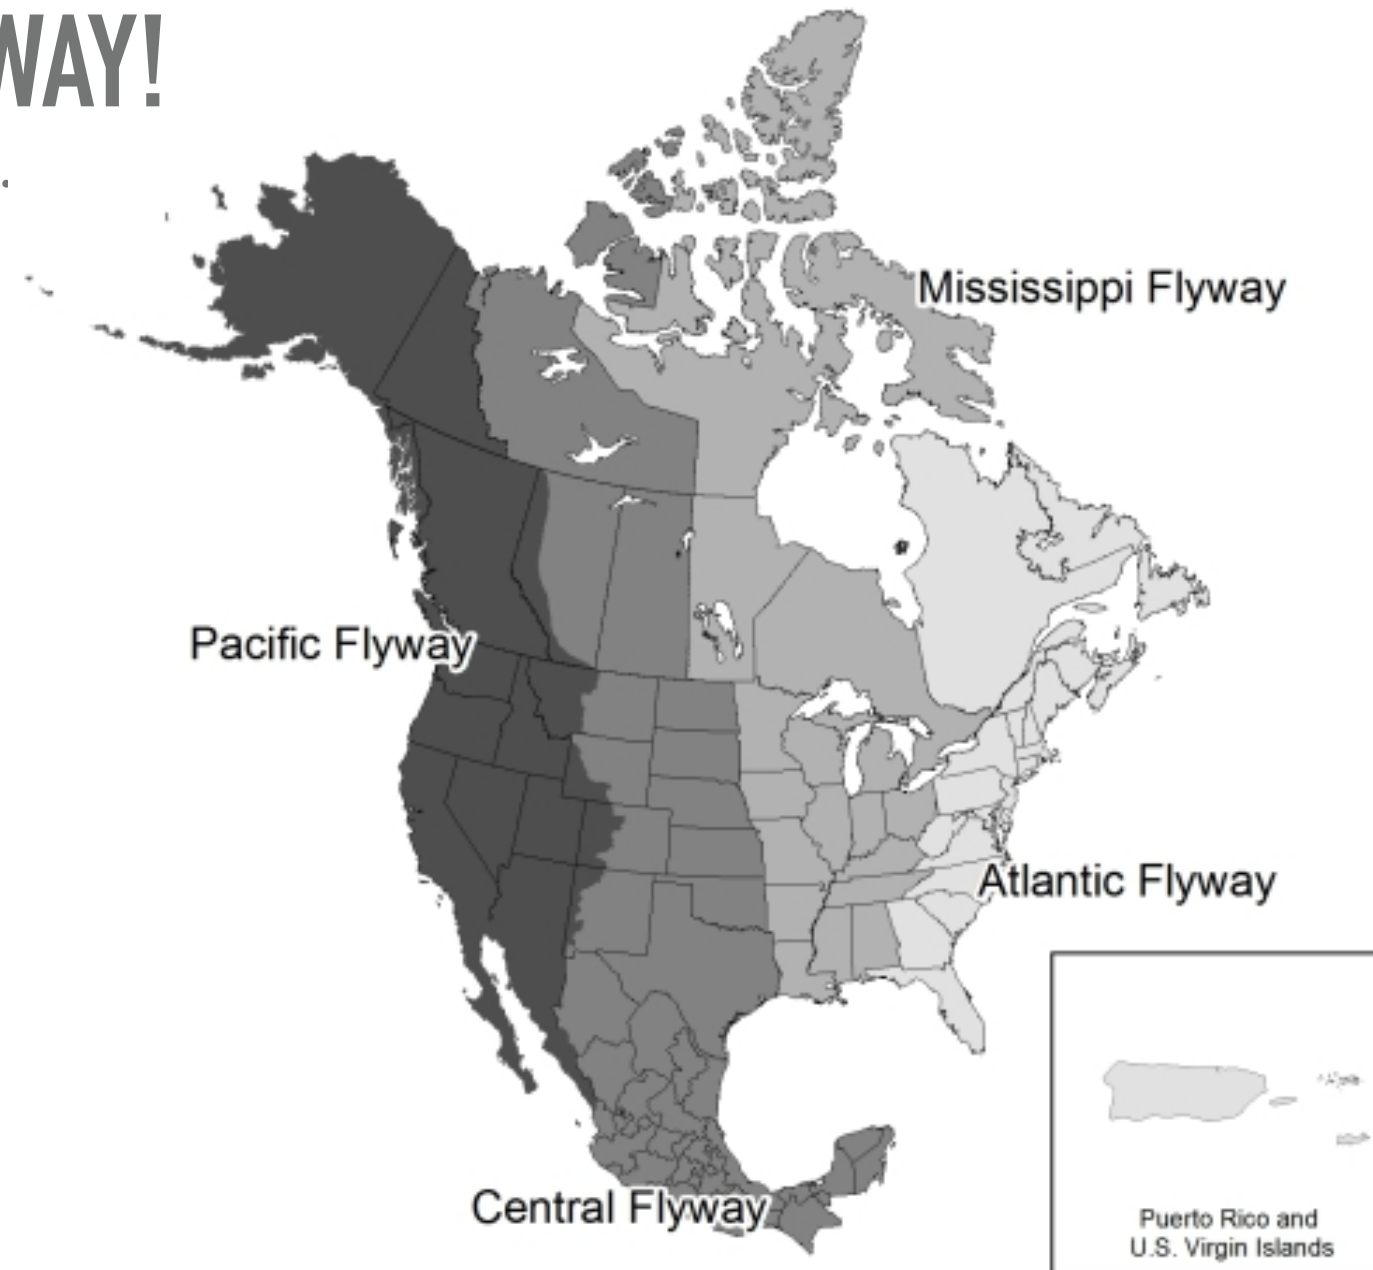 WAY!
.
Mississippi Flyway
Pacific Flyway
Atlantic Flyway
Central Flyway
Puerto Rico and
U.S. Virgin Islands